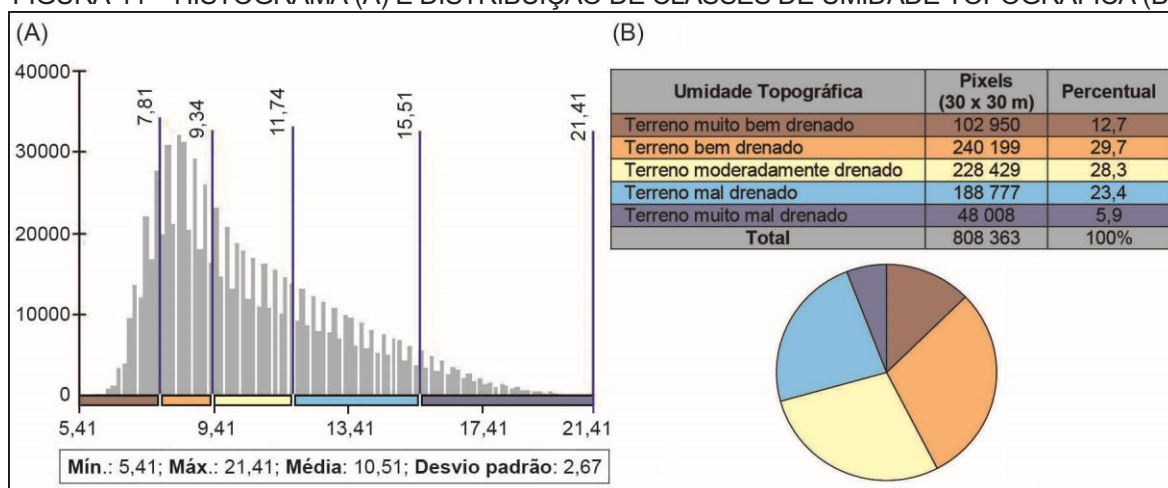 FIGURA 44 – HISTOGRAMA (A) E DISTRIBUIÇÃO DE CLASSES DE UMIDADE TOPOGRÁFICA (B
(A)
40000
30000
20000
10000
0
7,81
9,34
11,74
15,51
21,41
5,41 9,41 13,41 17,41 21,41
Mín.: 5,41; Máx.: 21,41; Média: 10,51; Desvio padrão: 2,67
(B)
Umidade Topográfica Pixels (30 x 30 m) Percentual
Terreno muito bem drenado 102 950 12,7
Terreno bem drenado 240 199 29,7
Terreno moderadamente drenado 228 429 28,3
Terreno mal drenado 188 777 23,4
Terreno muito mal drenado 48 008 5,9
Total 808 363 100%